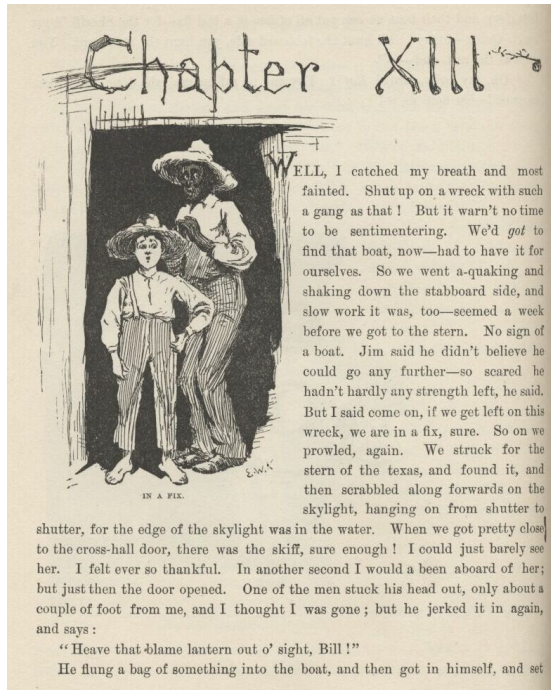 Chapter XIII
WELL, I catched my breath and most
fainted. Shut up on a wreck with such
a gang as that! But it warn't no time
to be sentimentering. We'd got to
find that boat, now—had to have it for
ourselves. So we went a-quaking and
shaking down the stabboard side, and
slow work it was, too—seemed a week
before we got to the stern. No sign of
a boat. Jim said he didn't believe he
could go any further—so scared he
hadn't hardly any strength left, he said.
But I said come on, if we get left on this
wreck, we are in a fix, sure. So on we
prowled, again. We struck for the
stern of the texas, and found it, and
then scrabbled along forwards on the
skylight, hanging on from shutter to
E.W.K
IN A FIX.
shutter, for the edge of the skylight was in the water. When we got pretty close
to the cross-hall door, there was the skiff, sure enough! I could just barely see
her. I felt ever so thankful. In another second I would a been aboard of her;
but just then the door opened. One of the men stuck his head out, only about a
couple of foot from me, and I thought I was gone; but he jerked it in again,
and says:
"Heave that blame lantern out o' sight, Bill!"
He flung a bag of something into the boat, and then got in himself, and set